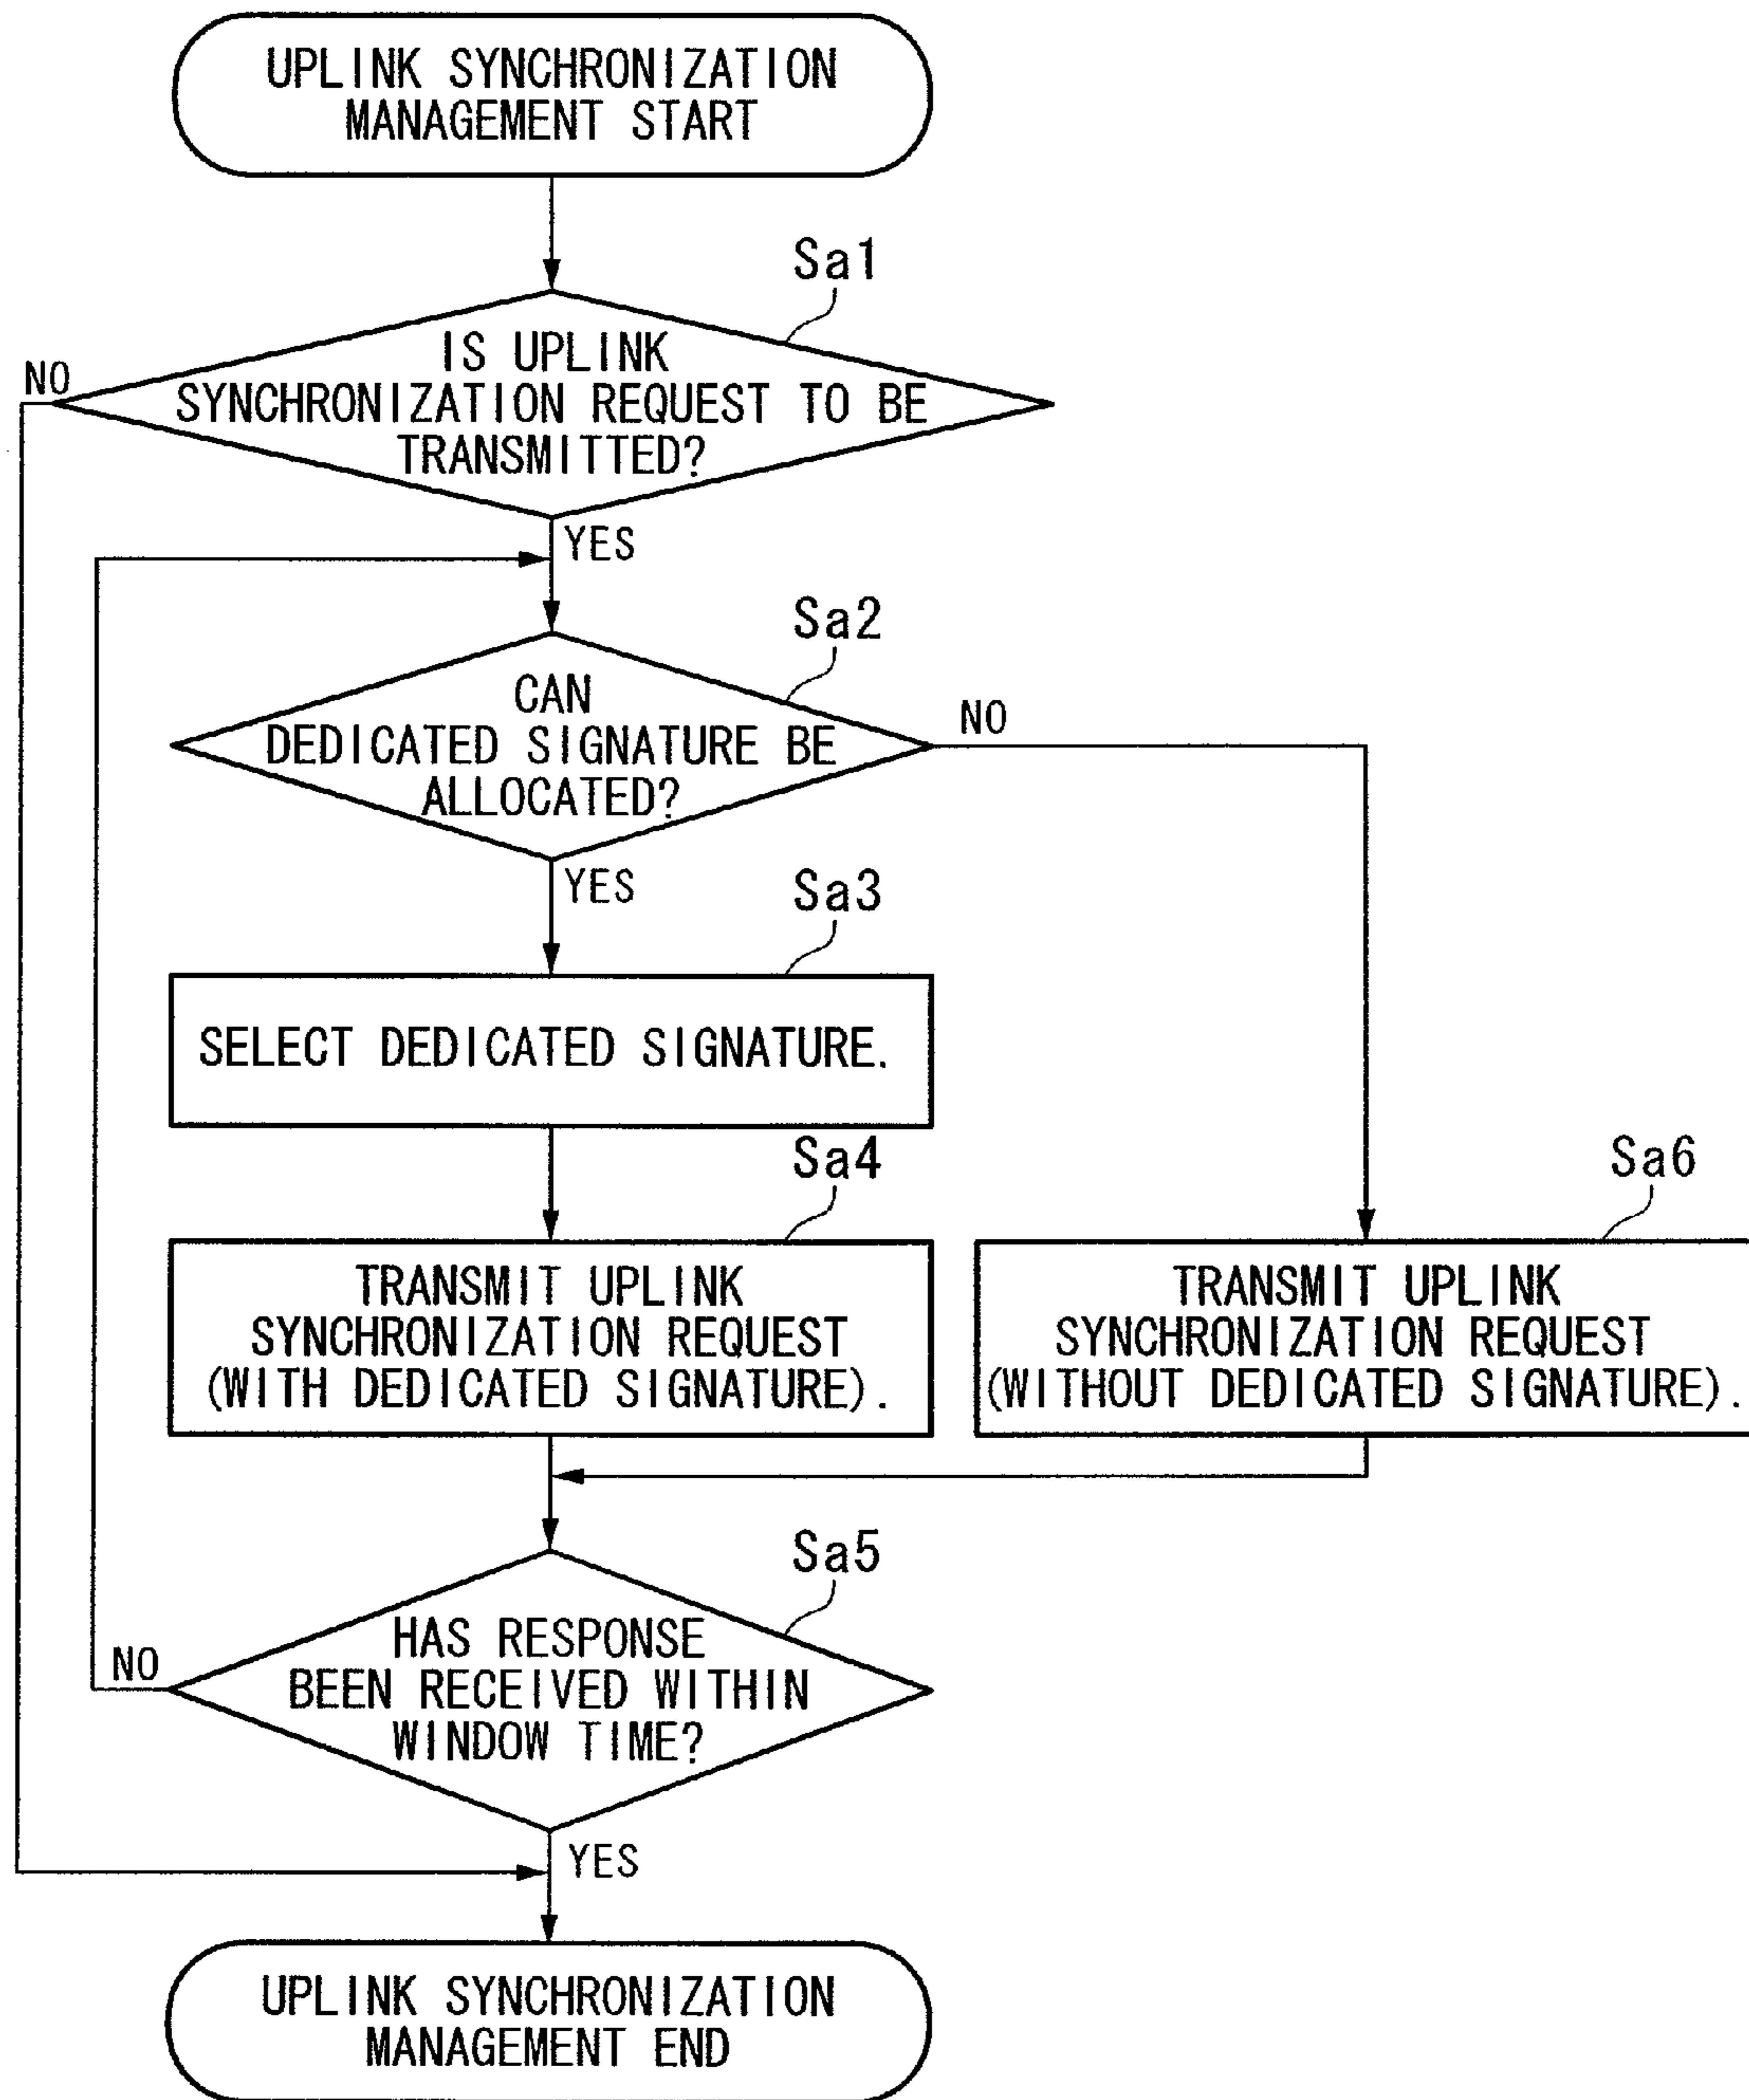 UPLINK SYNCHRONIZATION
MANAGEMENT START
Sa1
IS UPLINK
SYNCHRONIZATION REQUEST TO BE
TRANSMITTED?
NO
YES
Sa2
CAN
DEDICATED SIGNATURE BE
ALLOCATED?
NO
YES
Sa3
SELECT DEDICATED SIGNATURE.
Sa4
TRANSMIT UPLINK
SYNCHRONIZATION REQUEST
(WITH DEDICATED SIGNATURE).
Sa6
TRANSMIT UPLINK
SYNCHRONIZATION REQUEST
(WITHOUT DEDICATED SIGNATURE).
Sa5
HAS RESPONSE
BEEN RECEIVED WITHIN
WINDOW TIME?
NO
YES
UPLINK SYNCHRONIZATION
MANAGEMENT END